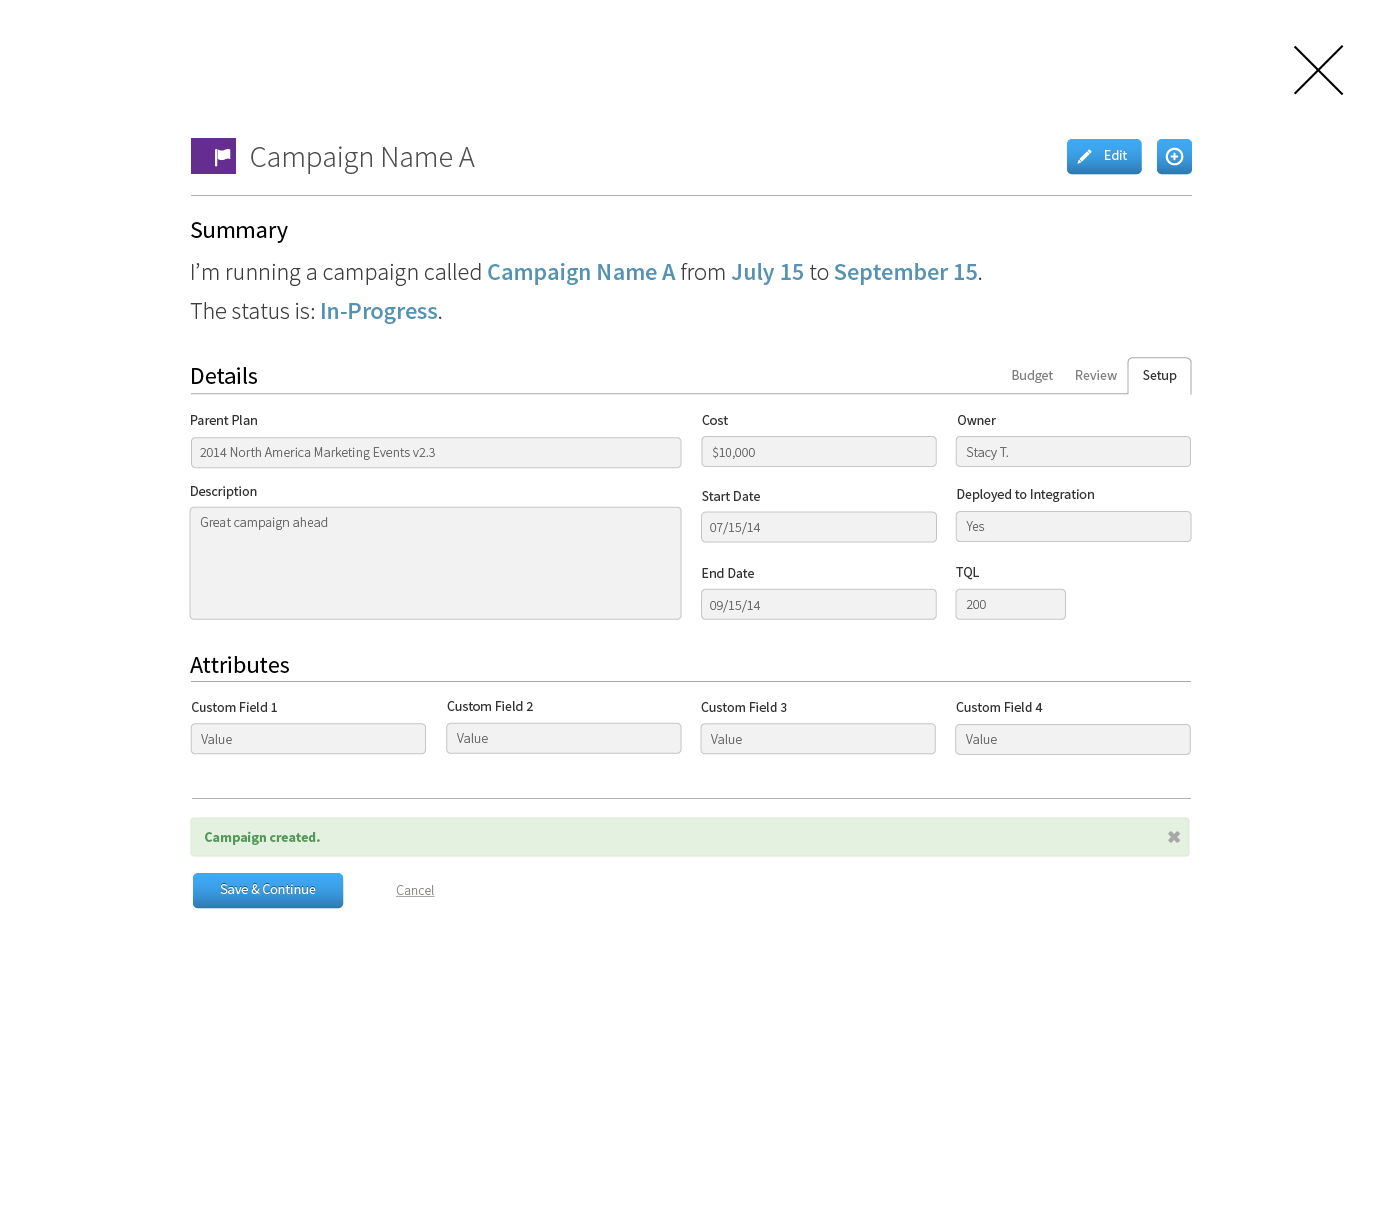 Campaign Name A
Edit
Summary
I’m running a campaign called Campaign Name A from July 15 to September 15.
The status is: In-Progress.
Details
Budget Review Setup
Parent Plan
2014 North America Marketing Events v2.3
Cost
$10,000
Owner
Stacy T.
Description
Great campaign ahead
Start Date
07/15/14
Deployed to Integration
Yes
End Date
09/15/14
TQL
200
Attributes
Custom Field 1
Value
Custom Field 2
Value
Custom Field 3
Value
Custom Field 4
Value
Campaign created.
Save & Continue
Cancel